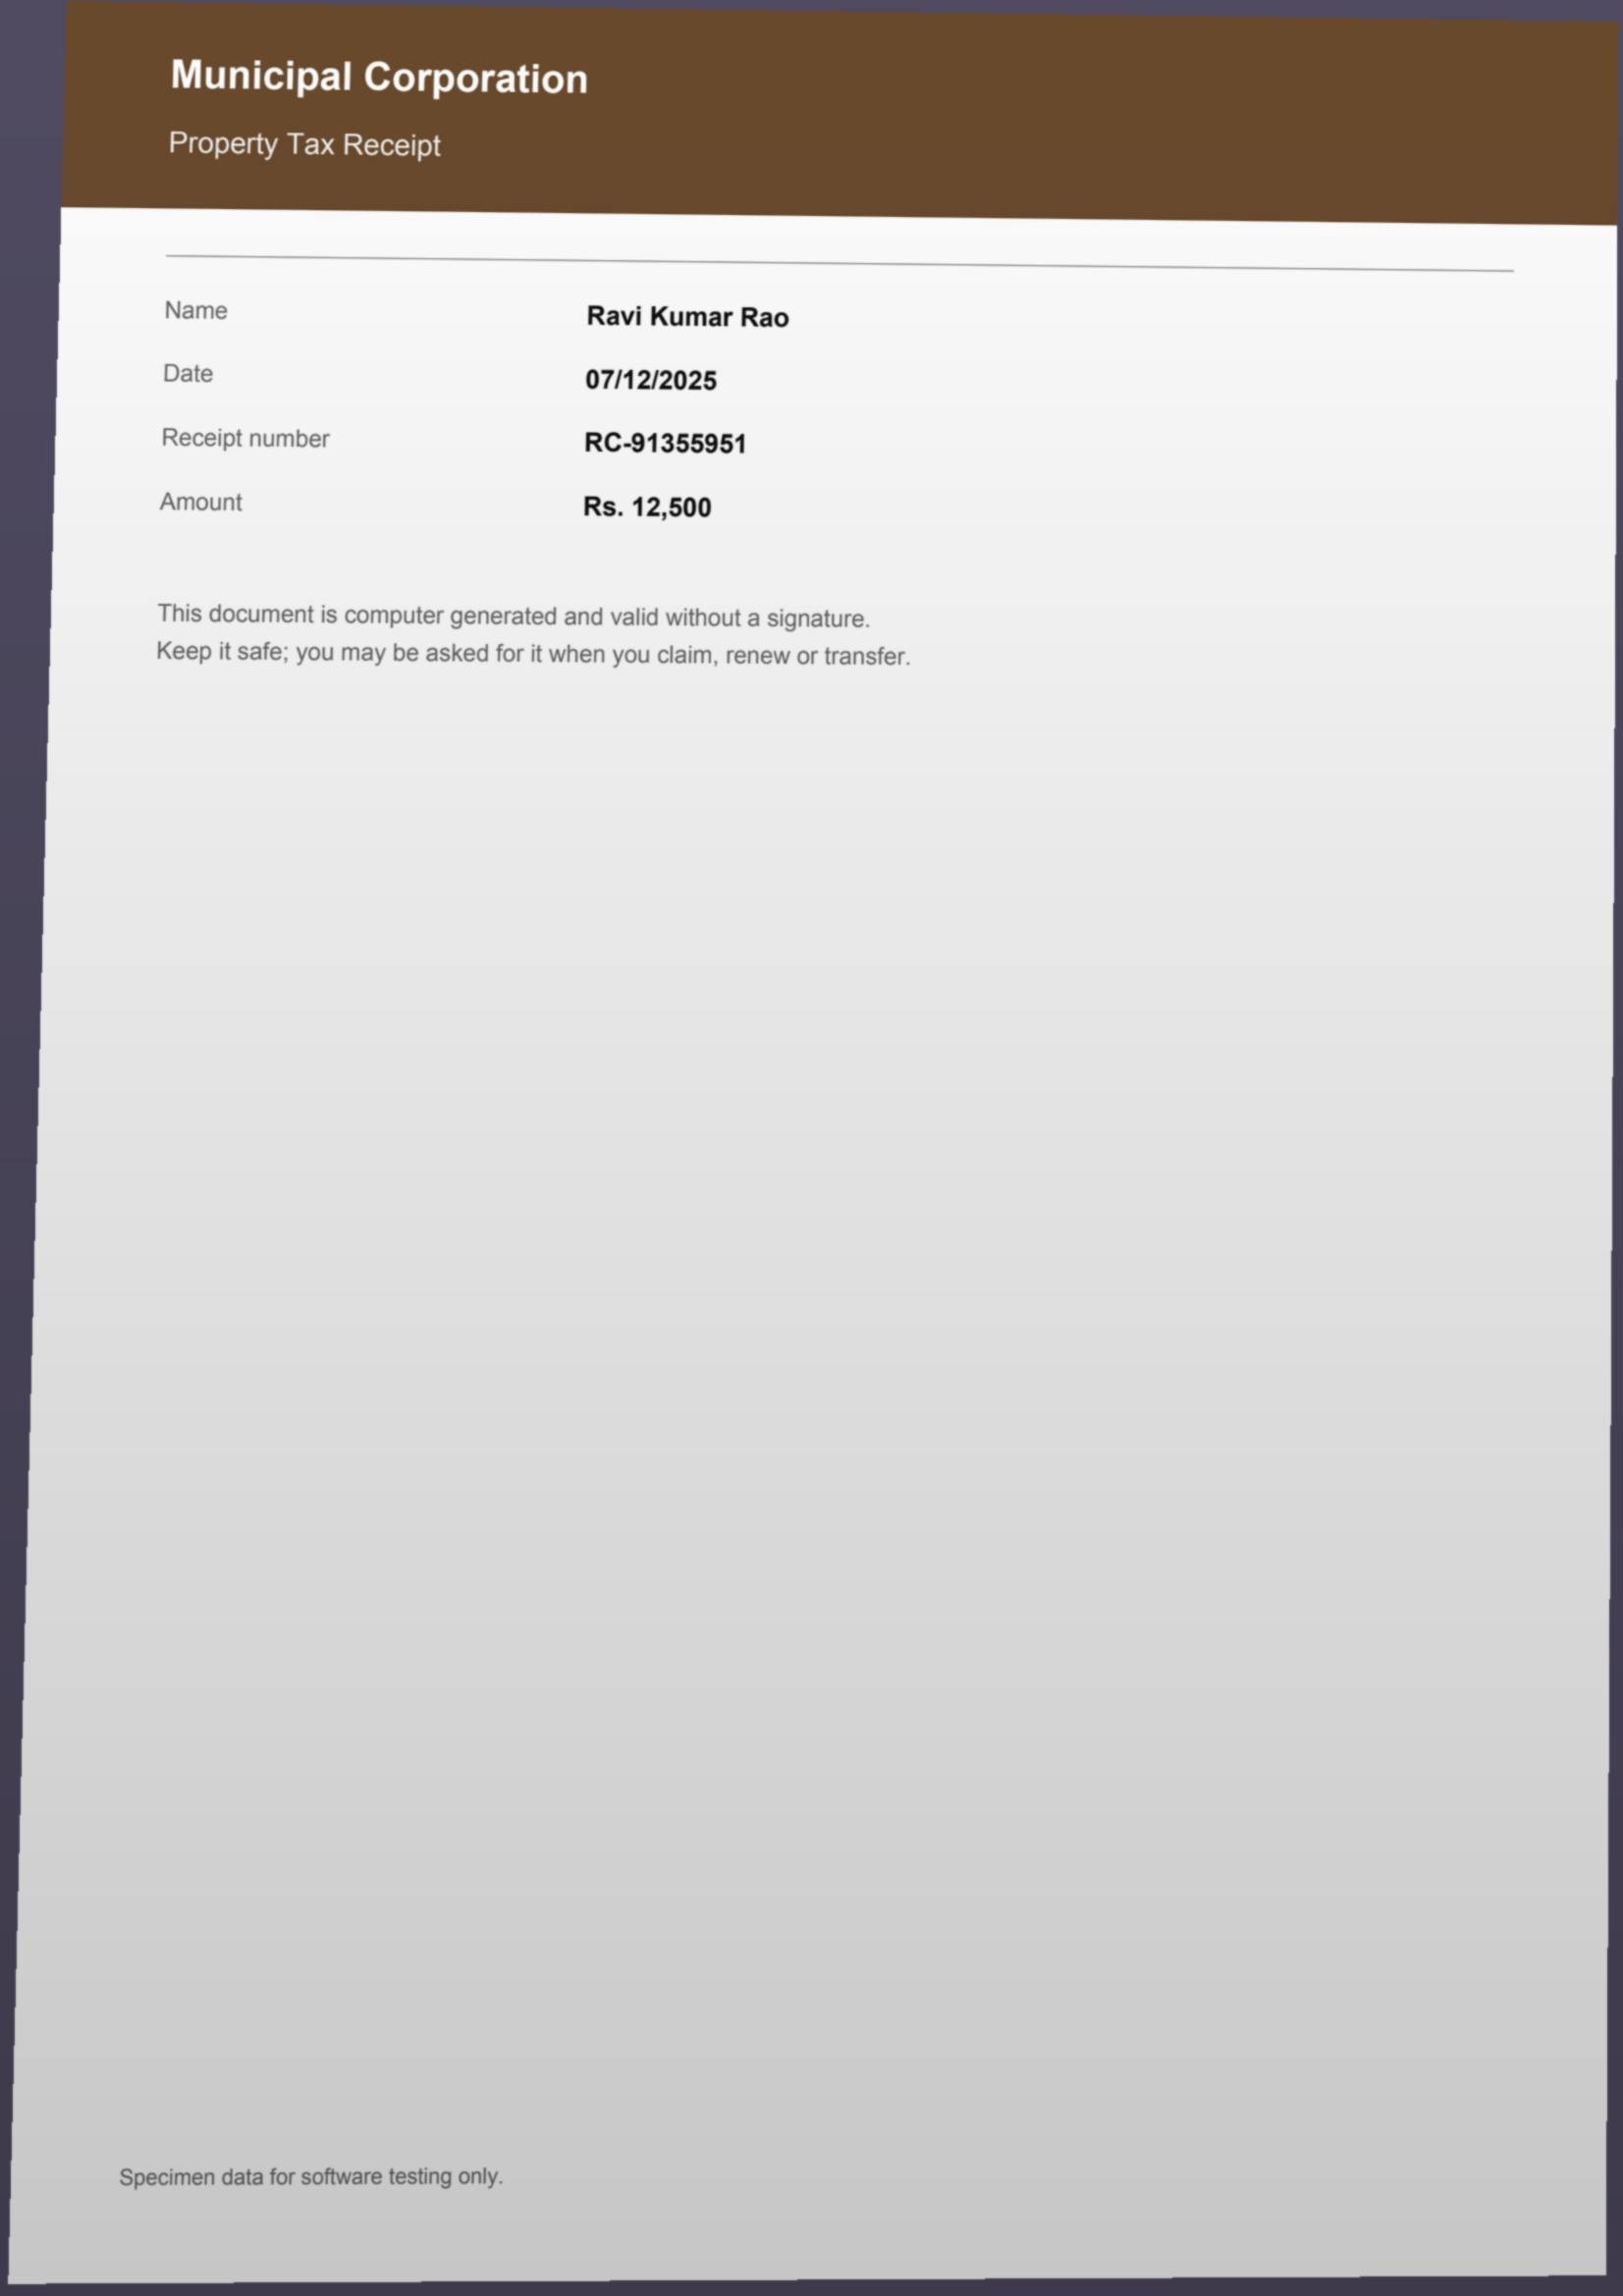 Municipal Corporation
Property Tax Receipt
Name Ravi Kumar Rao
Date 07/12/2025
Receipt number RC-91355951
Amount Rs. 12,500
This document is computer generated and valid without a signature.
Keep it safe; you may be asked for it when you claim, renew or transfer.
Specimen data for software testing only.